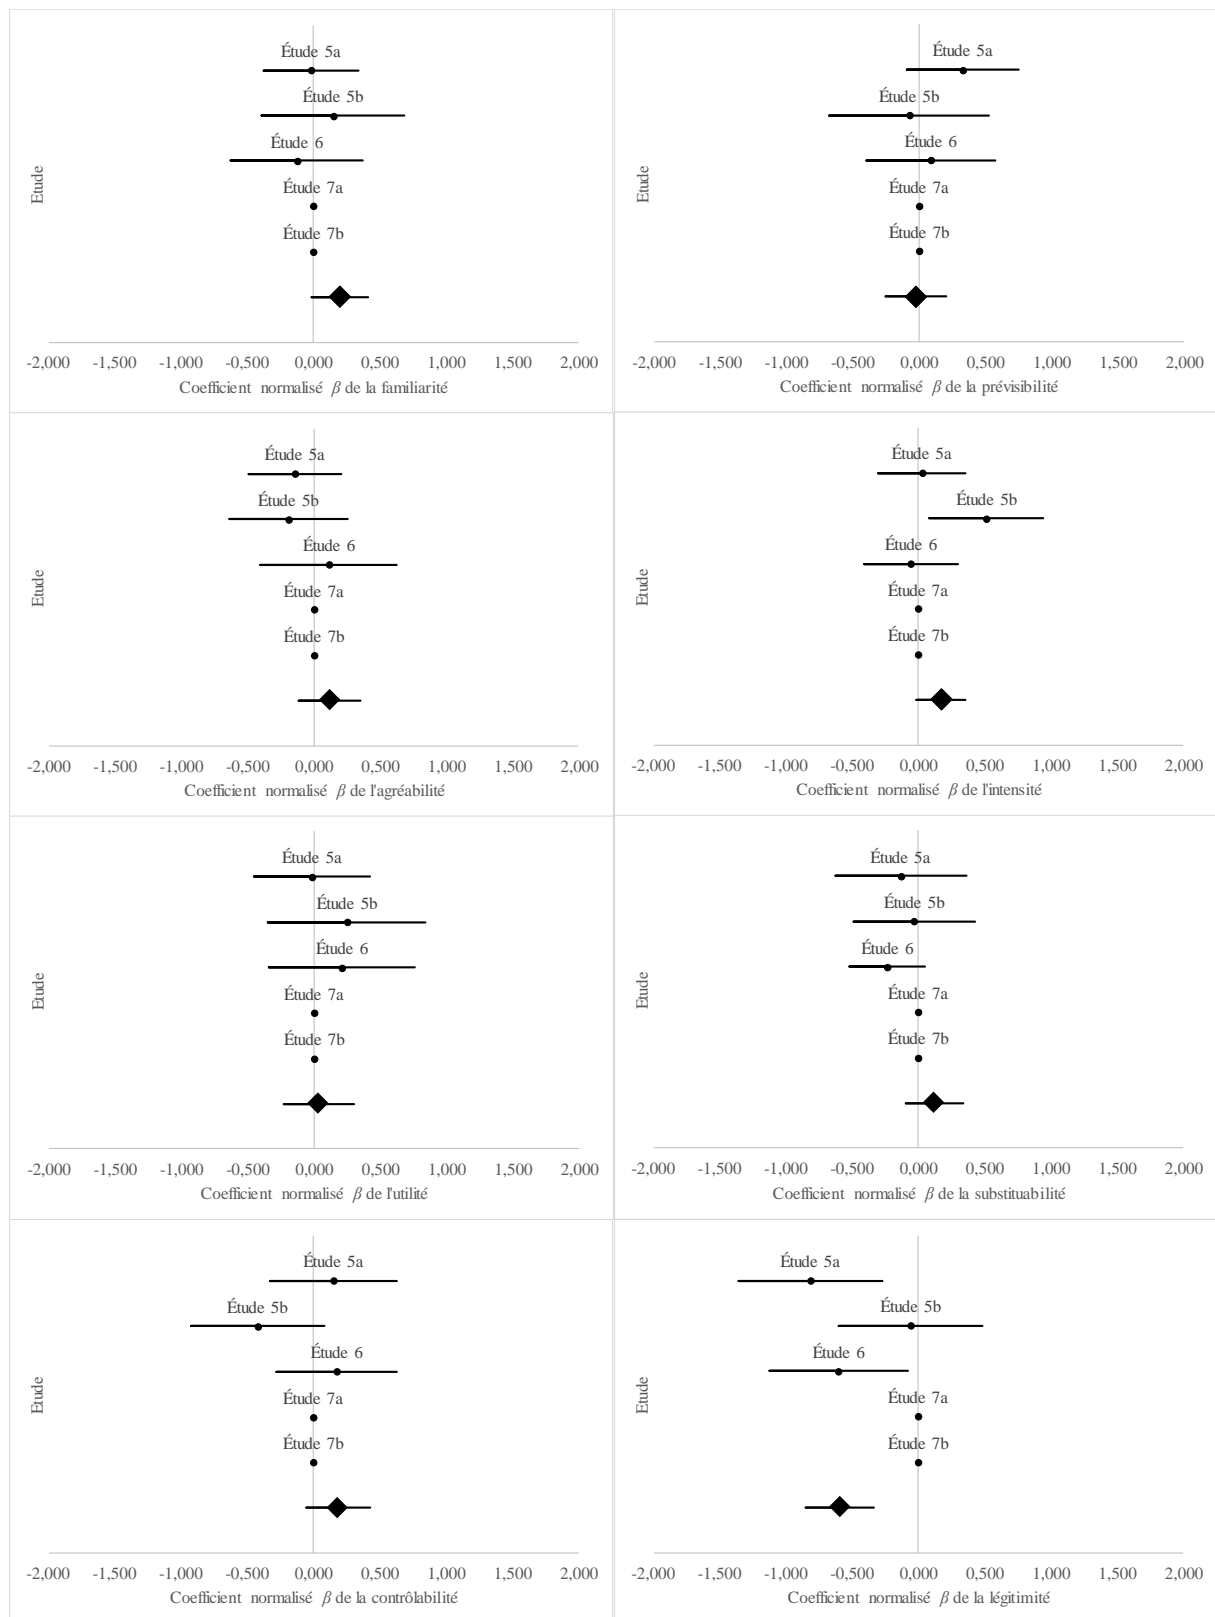 Étude 5a
Étude 5b
Étude 6
Étude 7a
Étude 7b
Etude
-2,000 -1,500 -1,000 -0,500 0,000 0,500 1,000 1,500 2,000
Coefficient normalisé β de la familiarité
Étude 5a
Étude 5b
Étude 6
Étude 7a
Étude 7b
Etude
-2,000 -1,500 -1,000 -0,500 0,000 0,500 1,000 1,500 2,000
Coefficient normalisé β de la prévisibilité
Étude 5a
Étude 5b
Étude 6
Étude 7a
Étude 7b
Etude
-2,000 -1,500 -1,000 -0,500 0,000 0,500 1,000 1,500 2,000
Coefficient normalisé β de l'agréabilité
Étude 5a
Étude 5b
Étude 6
Étude 7a
Étude 7b
Etude
-2,000 -1,500 -1,000 -0,500 0,000 0,500 1,000 1,500 2,000
Coefficient normalisé β de l'intensité
Étude 5a
Étude 5b
Étude 6
Étude 7a
Étude 7b
Etude
-2,000 -1,500 -1,000 -0,500 0,000 0,500 1,000 1,500 2,000
Coefficient normalisé β de l'utilité
Étude 5a
Étude 5b
Étude 6
Étude 7a
Étude 7b
Etude
-2,000 -1,500 -1,000 -0,500 0,000 0,500 1,000 1,500 2,000
Coefficient normalisé β de la substituabilité
Étude 5a
Étude 5b
Étude 6
Étude 7a
Étude 7b
Etude
-2,000 -1,500 -1,000 -0,500 0,000 0,500 1,000 1,500 2,000
Coefficient normalisé β de la contrôlabilité
Étude 5a
Étude 5b
Étude 6
Étude 7a
Étude 7b
Etude
-2,000 -1,500 -1,000 -0,500 0,000 0,500 1,000 1,500 2,000
Coefficient normalisé β de la légitimité